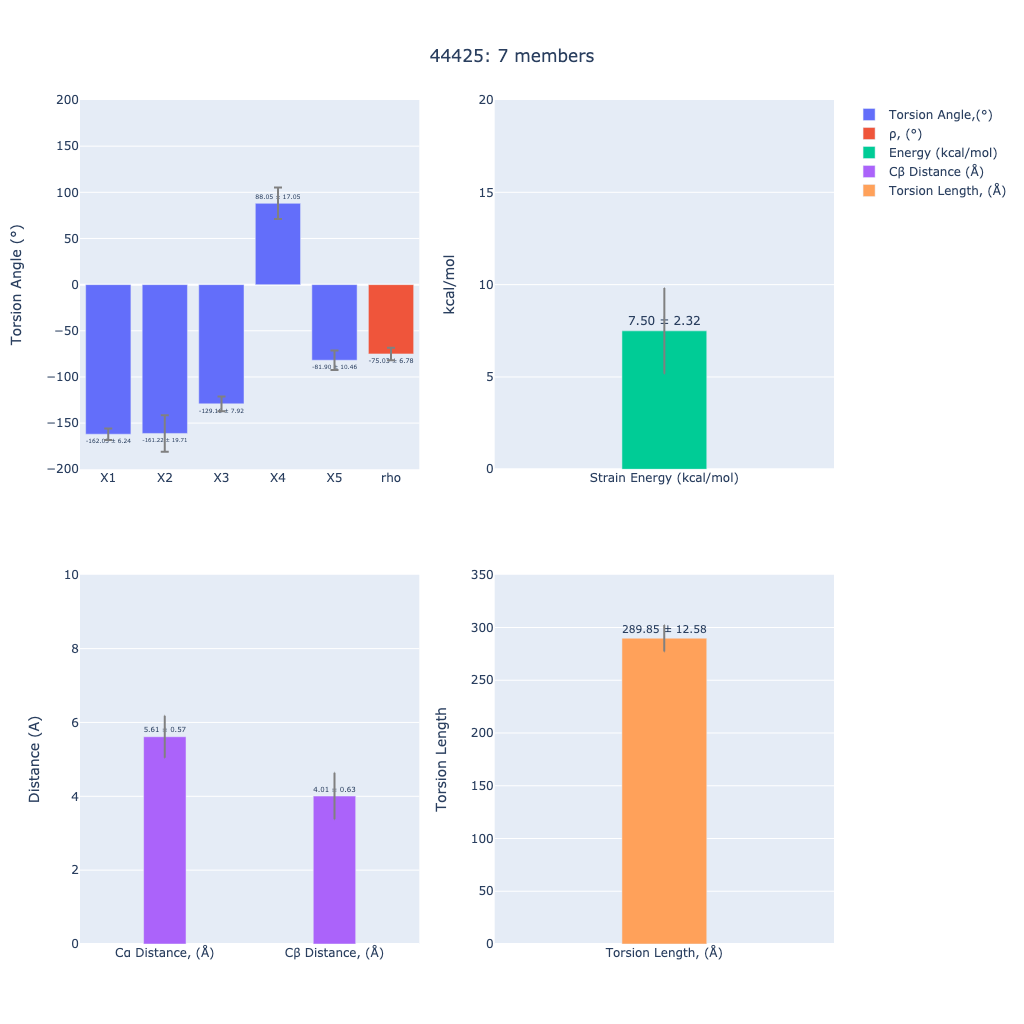 44425: 7 members
200
150
100
50
0
−50
−100
−150
−200
Torsion Angle (°)
88.05 ± 17.05
-162.05 ± 6.24
-161.22 ± 19.71
± 7.92
-81.90 ± 10.46
-75.03 ± 6.78
X1 X2 X3 X4 X5 rho
20
15
10
5
0
kcal/mol
7.50 ± 2.32
Strain Energy (kcal/mol)
Torsion Angle,(°)
ρ, (°)
Energy (kcal/mol)
Cβ Distance (Å)
Torsion Length, (Å)
10
8
6
4
2
0
Distance (A)
5.61 ± 0.57
4.01 ± 0.63
Cα Distance, (Å) Cβ Distance, (Å)
350
300
250
200
150
100
50
0
Torsion Length
289.85 ± 12.58
Torsion Length, (Å)